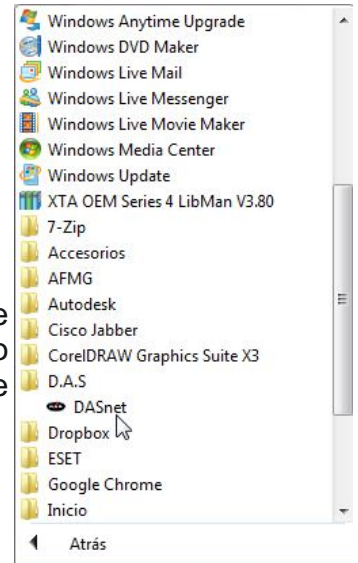 Windows Anytime Upgrade
Windows DVD Maker
Windows Live Mail
Windows Live Messenger
Windows Live Movie Maker
Windows Media Center
Windows Update
XTA OEM Series 4 LibMan V3.80
7-Zip
Accesorios
AFMG
Autodesk
Cisco Jabber
CorelDRAW Graphics Suite X3
D.A.S
DASnet
Dropbox
ESET
Google Chrome
Inicio
Atrás
e
o
e